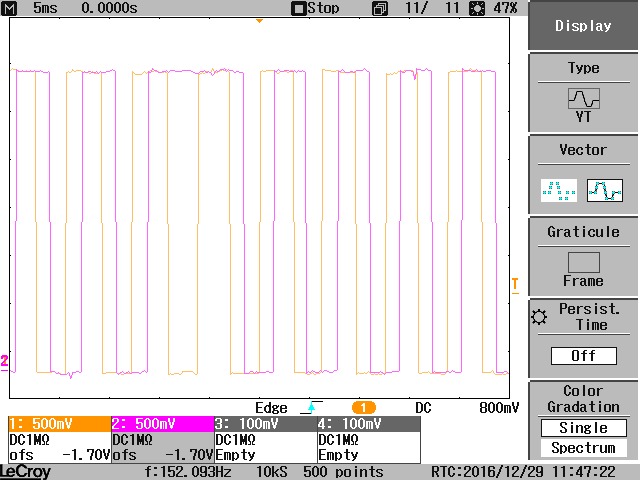 M 5ms 0.0000s Stop 11/ 11 47%
Display
Type
YT
Vector
Graticule
Frame
T
Persist.
Time
Off
2
Edge 1 DC 800mV
Color
Gradation
Single
Spectrum
1: 500mV 2: 500mV 3: 100mV 4: 100mV
DC1MΩ DC1MΩ DC1MΩ DC1MΩ
ofs -1.70V ofs -1.70V Empty Empty
LeCroy f:152.093Hz 10kS 500 points RTC:2016/12/29 11:47:22